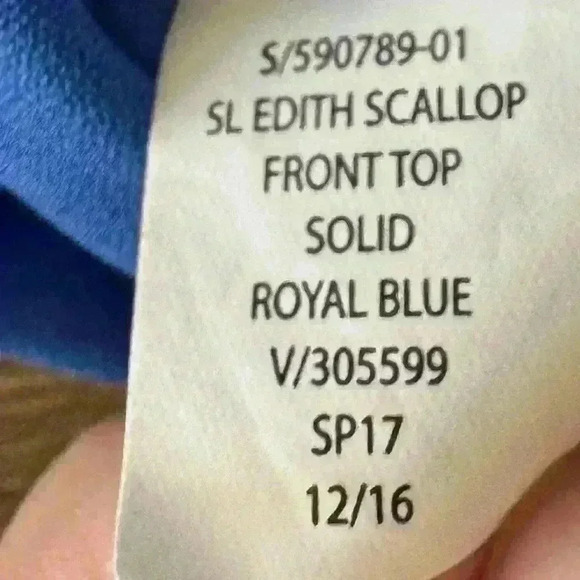 S/590789-01
SL EDITH SCALLOP
FRONT TOP
SOLID
ROYAL BLUE
V/305599
SP17
12/16